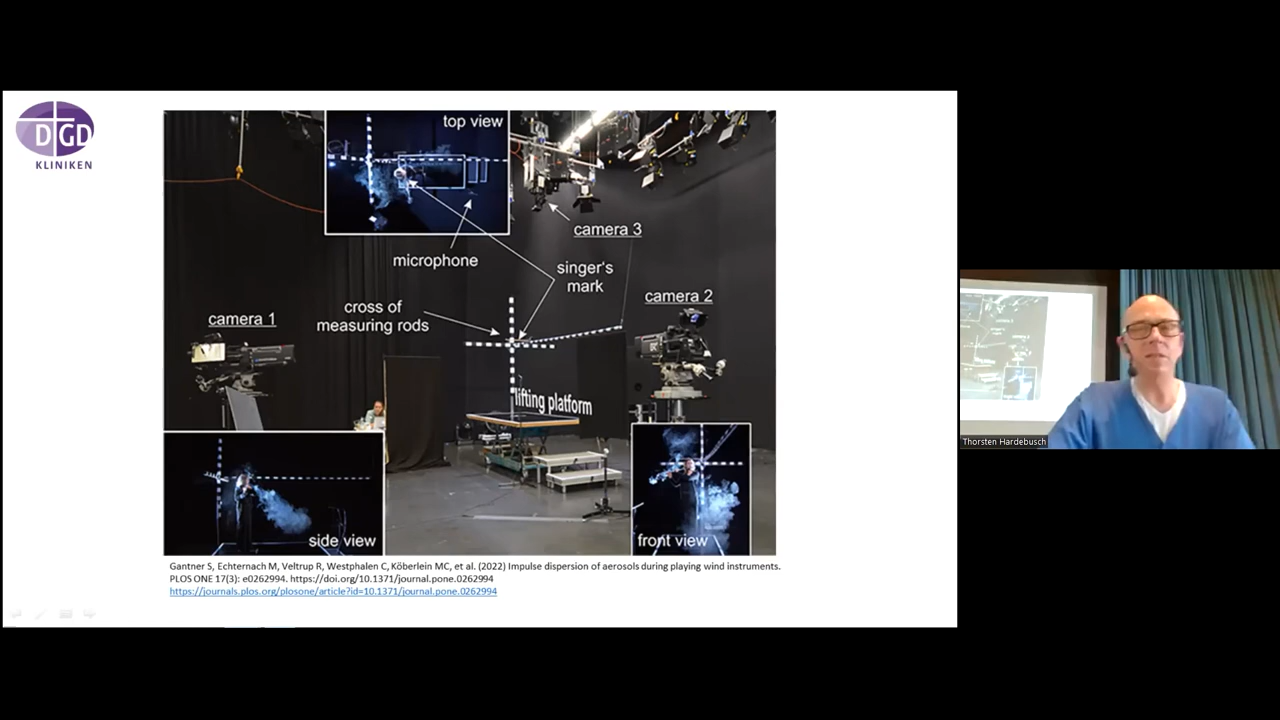 DGD
KLINIKEN
top view
camera 3
microphone
singer's
mark
cross of
measuring rods
camera 2
camera 1
lifting platform
side view
front view
Gantner S, Echternach M, Veltrup R, Westphalen C, Köberlein MC, et al. (2022) Impulse dispersion of aerosols during playing wind instruments.
PLOS ONE 17(3): e0262994. https://doi.org/10.1371/journal.pone.0262994
https://journals.plos.org/plosone/article?id=10.1371/journal.pone.0262994
Thorsten Hardebusch